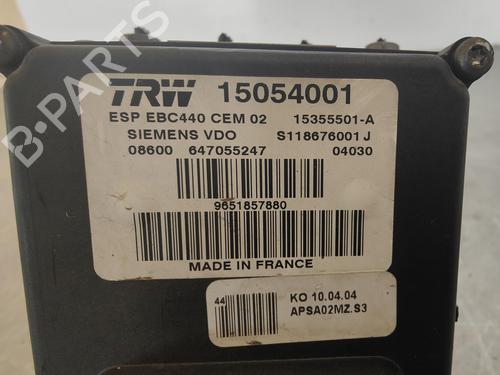 B-PARTS
TRW 15054001
ESP EBC440 CEM 02 15355501-A
SIEMENS VDO S118676001J
08600 647055247 04030
9651857880
MADE IN FRANCE
44
KO 10.04.04
APSA02MZ.S3